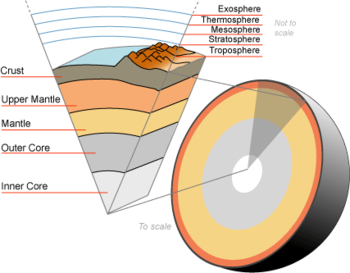 Exosphere
Thermosphere
Mesosphere
Stratosphere
Troposphere
Not to
scale
Crust
Upper Mantle
Mantle
Outer Core
Inner Core
To scale